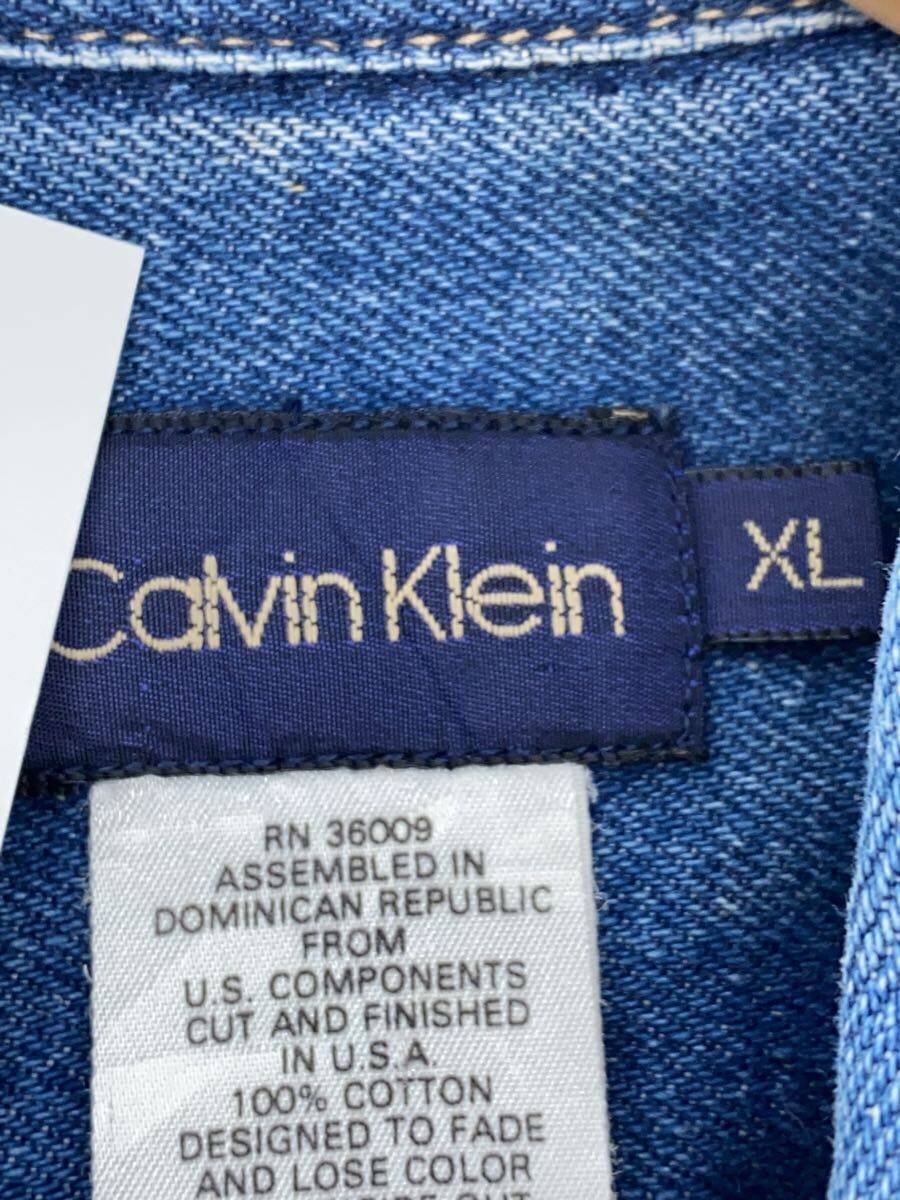 Calvin Klein
XL
RN 36009
ASSEMBLED IN
DOMINICAN REPUBLIC
FROM
U.S. COMPONENTS
CUT AND FINISHED
IN U.S.A.
100% COTTON
DESIGNED TO FADE
AND LOSE COLOR